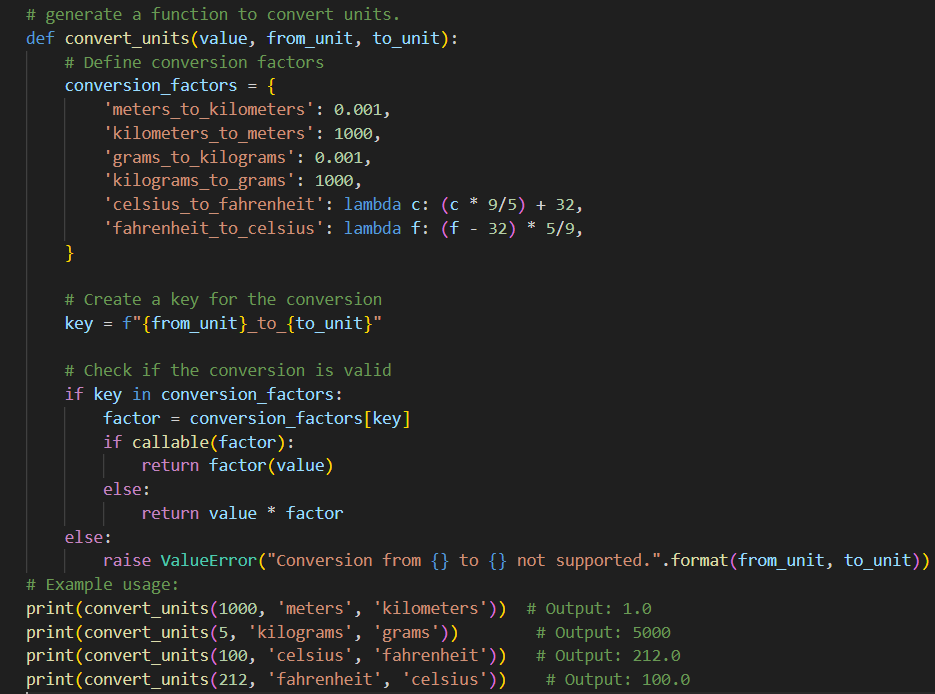 # generate a function to convert units.
def convert_units(value, from_unit, to_unit):
    # Define conversion factors
    conversion_factors = {
        'meters_to_kilometers': 0.001,
        'kilometers_to_meters': 1000,
        'grams_to_kilograms': 0.001,
        'kilograms_to_grams': 1000,
        'celsius_to_fahrenheit': lambda c: (c * 9/5) + 32,
        'fahrenheit_to_celsius': lambda f: (f - 32) * 5/9,
    }
    # Create a key for the conversion
    key = f"{from_unit}_to_{to_unit}"
    # Check if the conversion is valid
    if key in conversion_factors:
        factor = conversion_factors[key]
        if callable(factor):
            return factor(value)
        else:
            return value * factor
    else:
        raise ValueError("Conversion from {} to {} not supported.".format(from_unit, to_unit))
# Example usage:
print(convert_units(1000, 'meters', 'kilometers'))  # Output: 1.0
print(convert_units(5, 'kilograms', 'grams'))        # Output: 5000
print(convert_units(100, 'celsius', 'fahrenheit'))   # Output: 212.0
print(convert_units(212, 'fahrenheit', 'celsius'))    # Output: 100.0